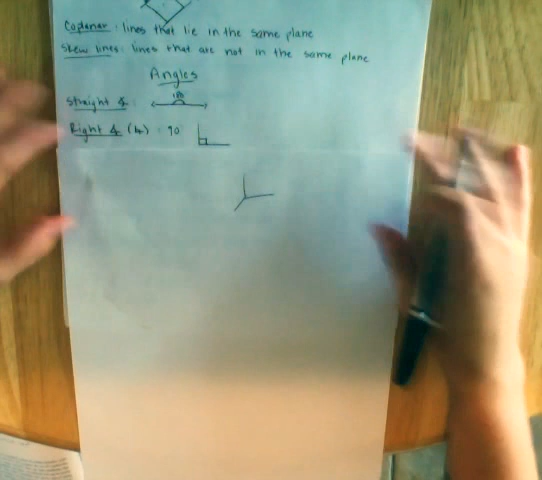 Coplanar : lines that lie in the same plane
Skew lines : lines that are not in the same plane
Angles
Straight ∡ : 180
Right ∡ (L) : 90